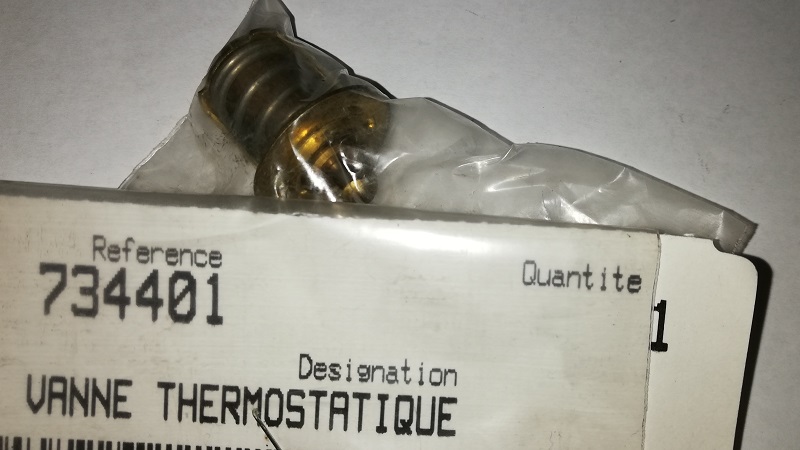 Reference
734401
Quantite
1
Designation
VANNE THERMOSTATIQUE